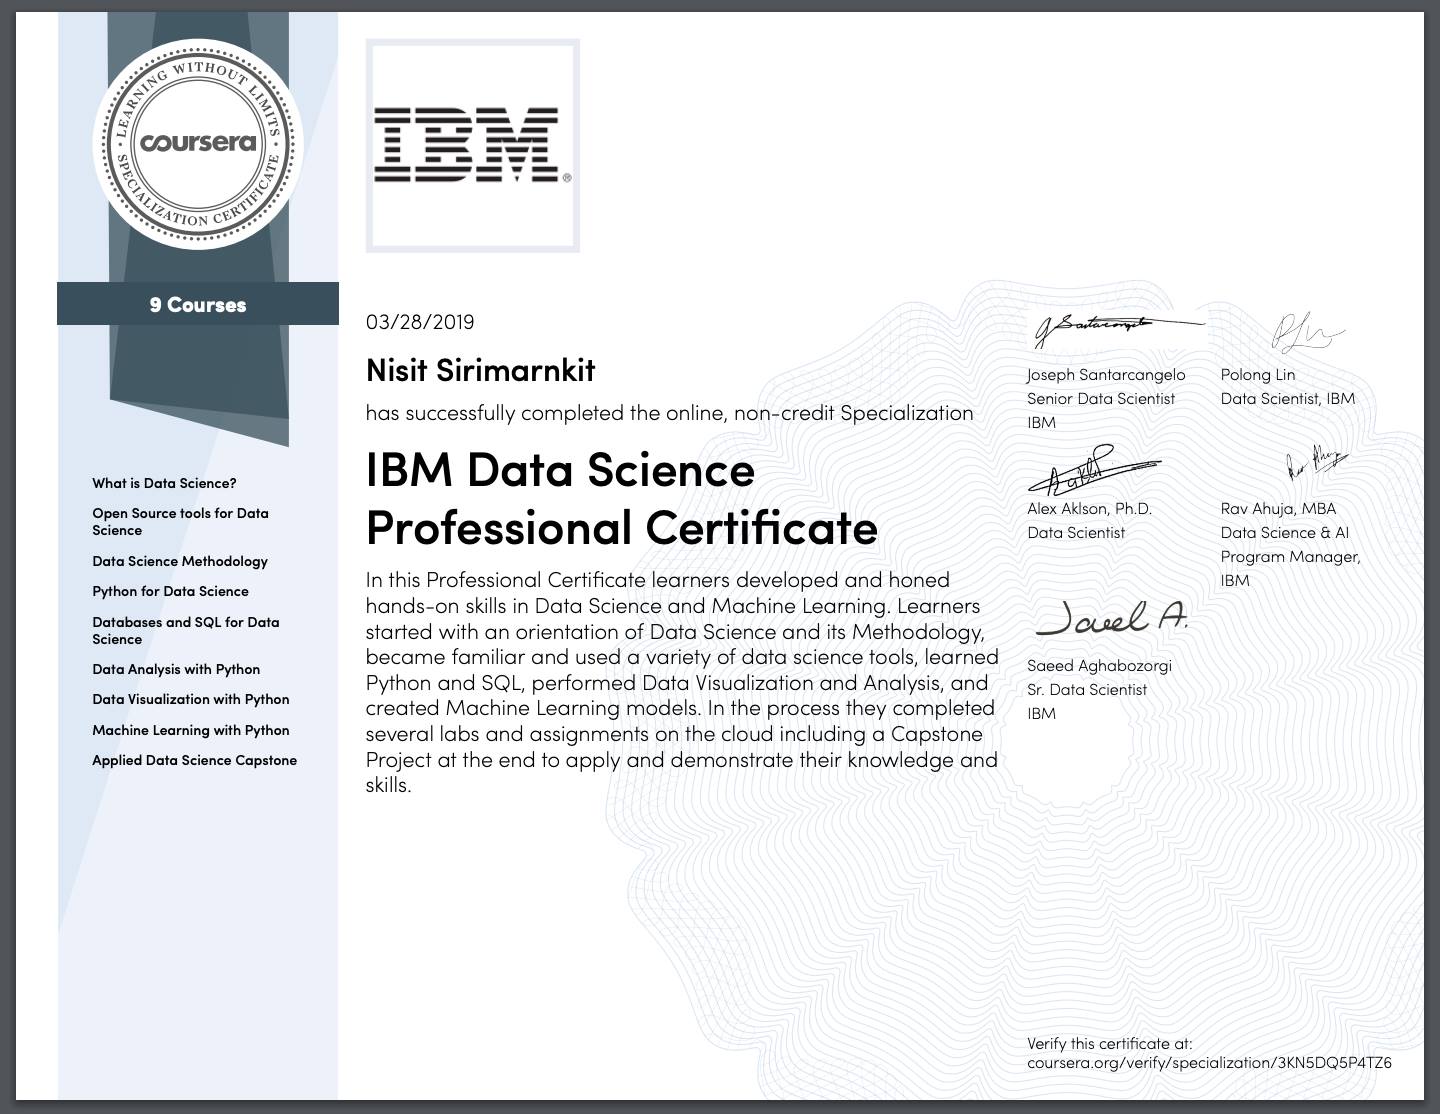 LEARNING WITHOUT LIMITS
coursera
SPECIALIZATION CERTIFICATE
IBM®
9 Courses
What is Data Science?
Open Source tools for Data
Science
Data Science Methodology
Python for Data Science
Databases and SQL for Data
Science
Data Analysis with Python
Data Visualization with Python
Machine Learning with Python
Applied Data Science Capstone
03/28/2019
Nisit Sirimarnkit
has successfully completed the online, non-credit Specialization
IBM Data Science
Professional Certificate
In this Professional Certificate learners developed and honed
hands-on skills in Data Science and Machine Learning. Learners
started with an orientation of Data Science and its Methodology,
became familiar and used a variety of data science tools, learned
Python and SQL, performed Data Visualization and Analysis, and
created Machine Learning models. In the process they completed
several labs and assignments on the cloud including a Capstone
Project at the end to apply and demonstrate their knowledge and
skills.
Joseph Santarcangelo
Senior Data Scientist
IBM
Polong Lin
Data Scientist, IBM
Alex Aklson, Ph.D.
Data Scientist
Rav Ahuja, MBA
Data Science & AI
Program Manager,
IBM
Saeed Aghabozorgi
Sr. Data Scientist
IBM
Verify this certificate at:
coursera.org/verify/specialization/3KN5DQ5P4TZ6